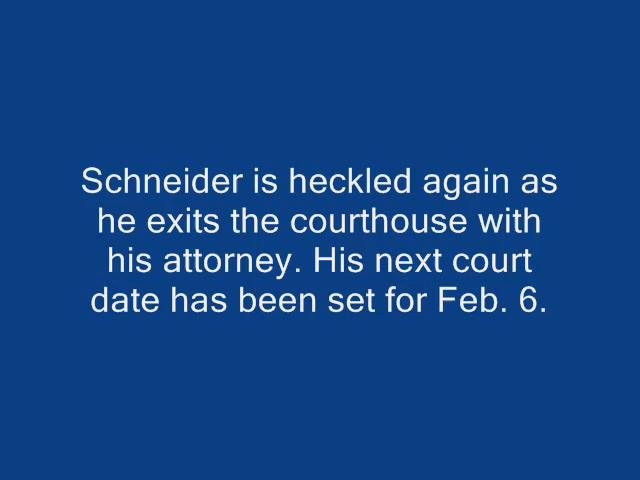 Schneider is heckled again as
he exits the courthouse with
his attorney. His next court
date has been set for Feb. 6.